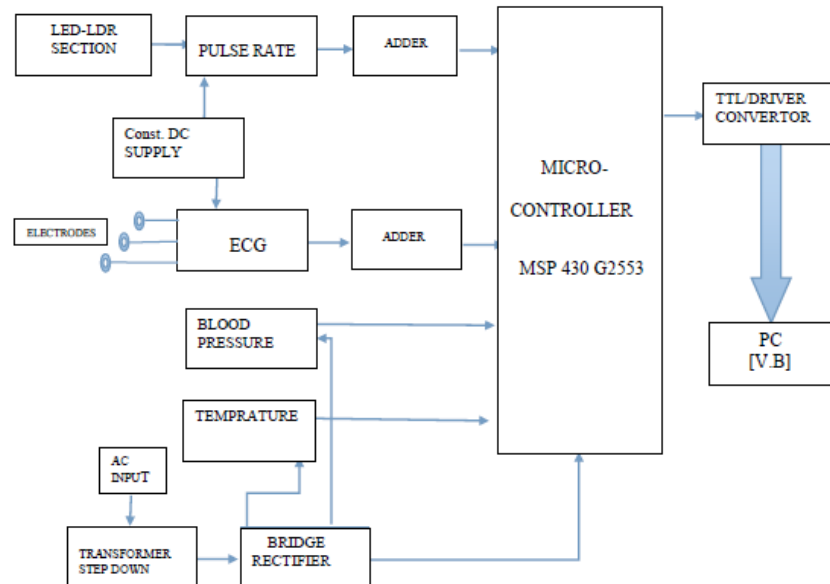 LED-LDR
SECTION
PULSE RATE
ADDER
Const. DC
SUPPLY
TTL/DRIVER
CONVERTOR
MICRO-
CONTROLLER
MSP 430 G2553
ELECTRODES
ECG
ADDER
BLOOD
PRESSURE
PC
[V.B]
TEMPRATURE
AC
INPUT
TRANSFORMER
STEP DOWN
BRIDGE
RECTIFIER